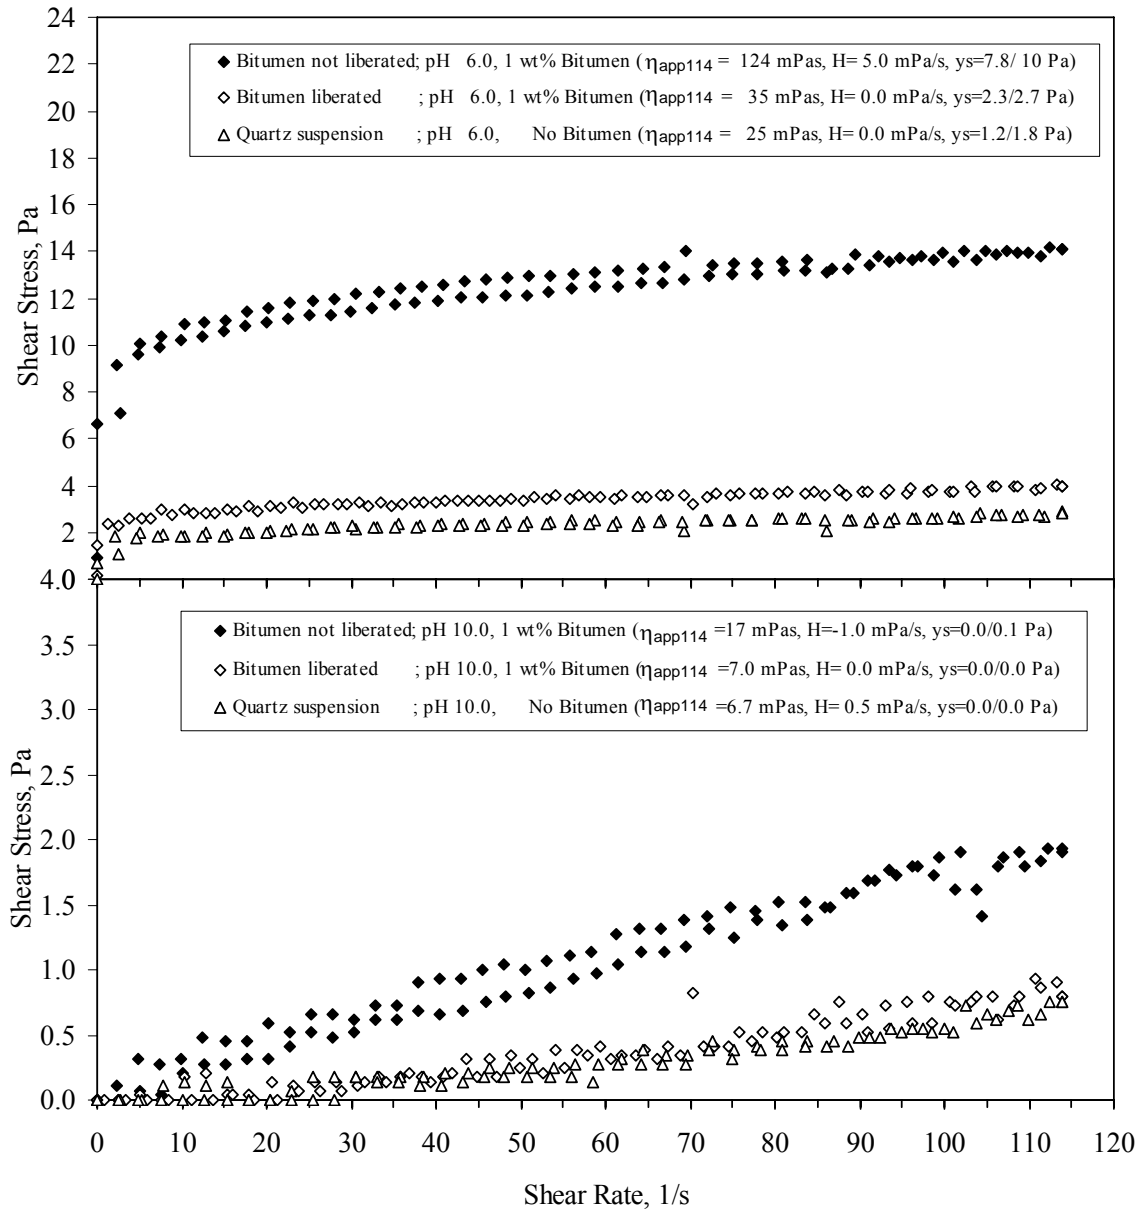 24
22
20
18
16
14
12
10
8
6
4
2
Shear Stress, Pa
Bitumen not liberated; pH 6.0, 1 wt% Bitumen (ηapp114 = 124 mPas, H= 5.0 mPa/s, ys=7.8/ 10 Pa)
Bitumen liberated ; pH 6.0, 1 wt% Bitumen (ηapp114 = 35 mPas, H= 0.0 mPa/s, ys=2.3/2.7 Pa)
Quartz suspension ; pH 6.0, No Bitumen (ηapp114 = 25 mPas, H= 0.0 mPa/s, ys=1.2/1.8 Pa)
4.0
3.5
3.0
2.5
2.0
1.5
1.0
0.5
0.0
Shear Stress, Pa
Bitumen not liberated; pH 10.0, 1 wt% Bitumen (ηapp114 =17 mPas, H=-1.0 mPa/s, ys=0.0/0.1 Pa)
Bitumen liberated ; pH 10.0, 1 wt% Bitumen (ηapp114 =7.0 mPas, H= 0.0 mPa/s, ys=0.0/0.0 Pa)
Quartz suspension ; pH 10.0, No Bitumen (ηapp114 =6.7 mPas, H= 0.5 mPa/s, ys=0.0/0.0 Pa)
0 10 20 30 40 50 60 70 80 90 100 110 120
Shear Rate, 1/s